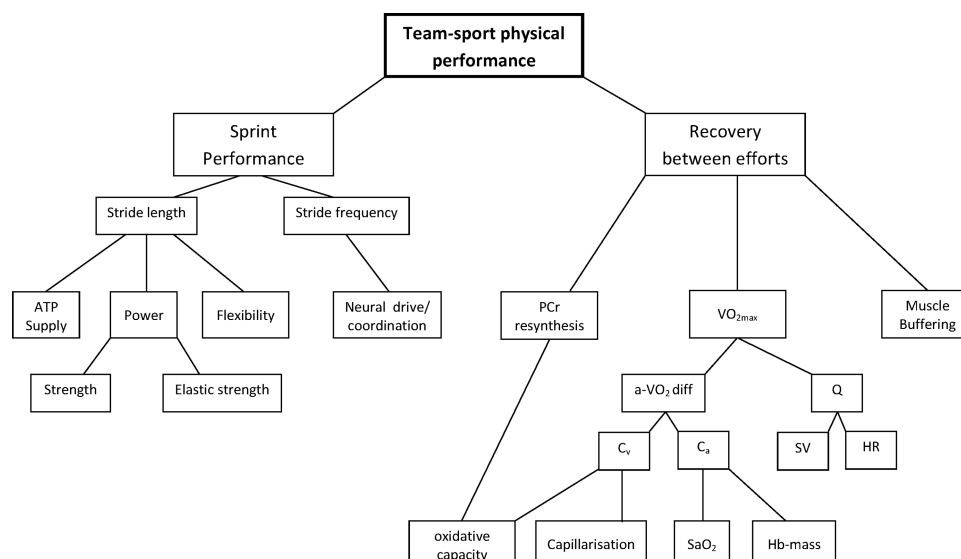 Team-sport physical
performance
Sprint
Performance
Recovery
between efforts
Stride length
Stride frequency
ATP
Supply
Power
Flexibility
Neural drive/
coordination
PCr
resynthesis
VO2max
Muscle
Buffering
Strength
Elastic strength
a-VO2 diff
Q
Cv
Ca
SV
HR
oxidative
capacity
Capillarisation
SaO2
Hb-mass